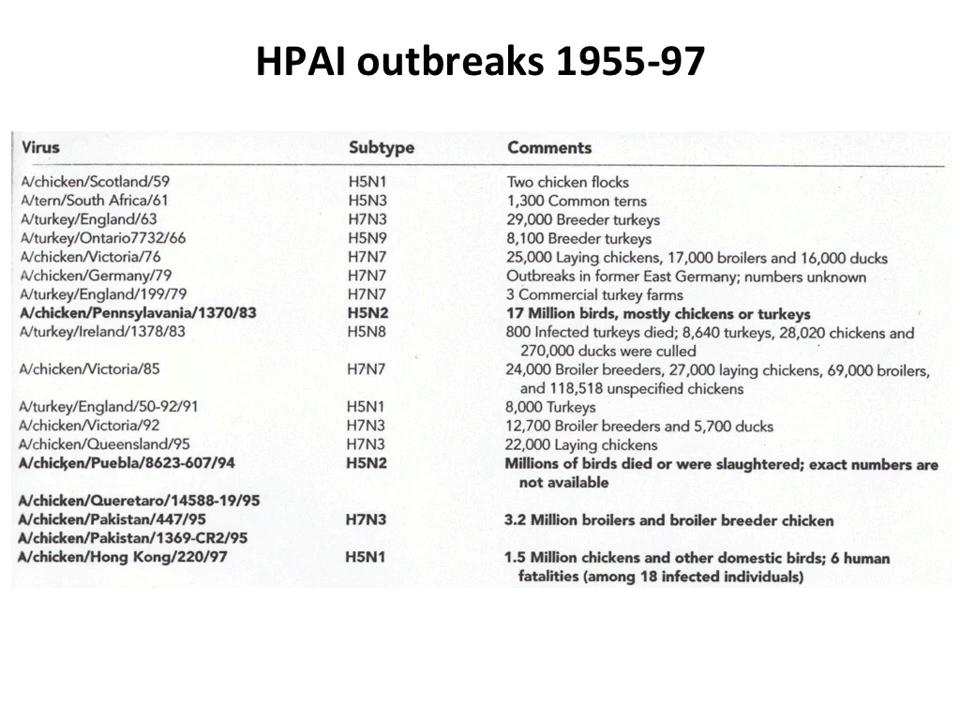 HPAI outbreaks 1955-97
Virus Subtype Comments
A/chicken/Scotland/59 H5N1 Two chicken flocks
A/tern/South Africa/61 H5N3 1,300 Common terns
A/turkey/England/63 H7N3 29,000 Breeder turkeys
A/turkey/Ontario7732/66 H5N9 8,100 Breeder turkeys
A/chicken/Victoria/76 H7N7 25,000 Laying chickens, 17,000 broilers and 16,000 ducks
A/chicken/Germany/79 H7N7 Outbreaks in former East Germany; numbers unknown
A/turkey/England/199/79 H7N7 3 Commercial turkey farms
A/chicken/Pennsylavania/1370/83 H5N2 17 Million birds, mostly chickens or turkeys
A/turkey/Ireland/1378/83 H5N8 800 Infected turkeys died; 8,640 turkeys, 28,020 chickens and
270,000 ducks were culled
A/chicken/Victoria/85 H7N7 24,000 Broiler breeders, 27,000 laying chickens, 69,000 broilers,
and 118,518 unspecified chickens
A/turkey/England/50-92/91 H5N1 8,000 Turkeys
A/chicken/Victoria/92 H7N3 12,700 Broiler breeders and 5,700 ducks
A/chicken/Queensland/95 H7N3 22,000 Laying chickens
A/chicken/Puebla/8623-607/94 H5N2 Millions of birds died or were slaughtered; exact numbers are
not available
A/chicken/Queretaro/14588-19/95
A/chicken/Pakistan/447/95 H7N3 3.2 Million broilers and broiler breeder chicken
A/chicken/Pakistan/1369-CR2/95
A/chicken/Hong Kong/220/97 H5N1 1.5 Million chickens and other domestic birds; 6 human
fatalities (among 18 infected individuals)